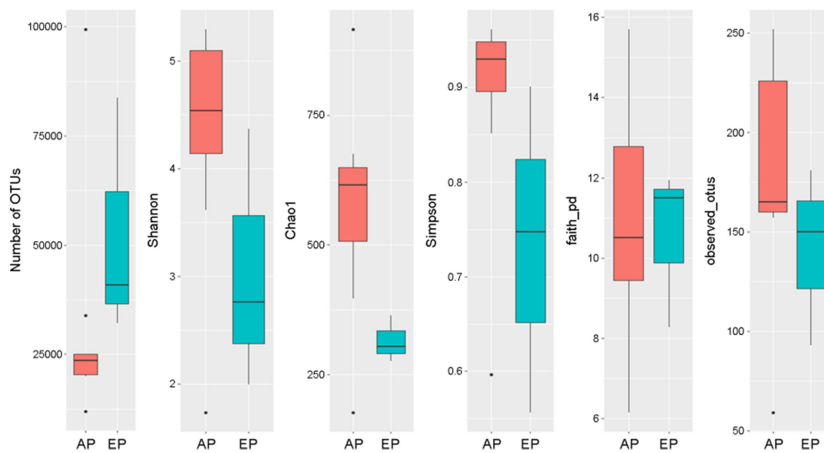 Number of OTUs
100000
75000
50000
25000
AP EP
Shannon
5
4
3
2
AP EP
Chao1
750
500
250
AP EP
Simpson
0.9
0.8
0.7
0.6
AP EP
faith_pd
16
14
12
10
8
6
AP EP
observed_otus
250
200
150
100
50
AP EP